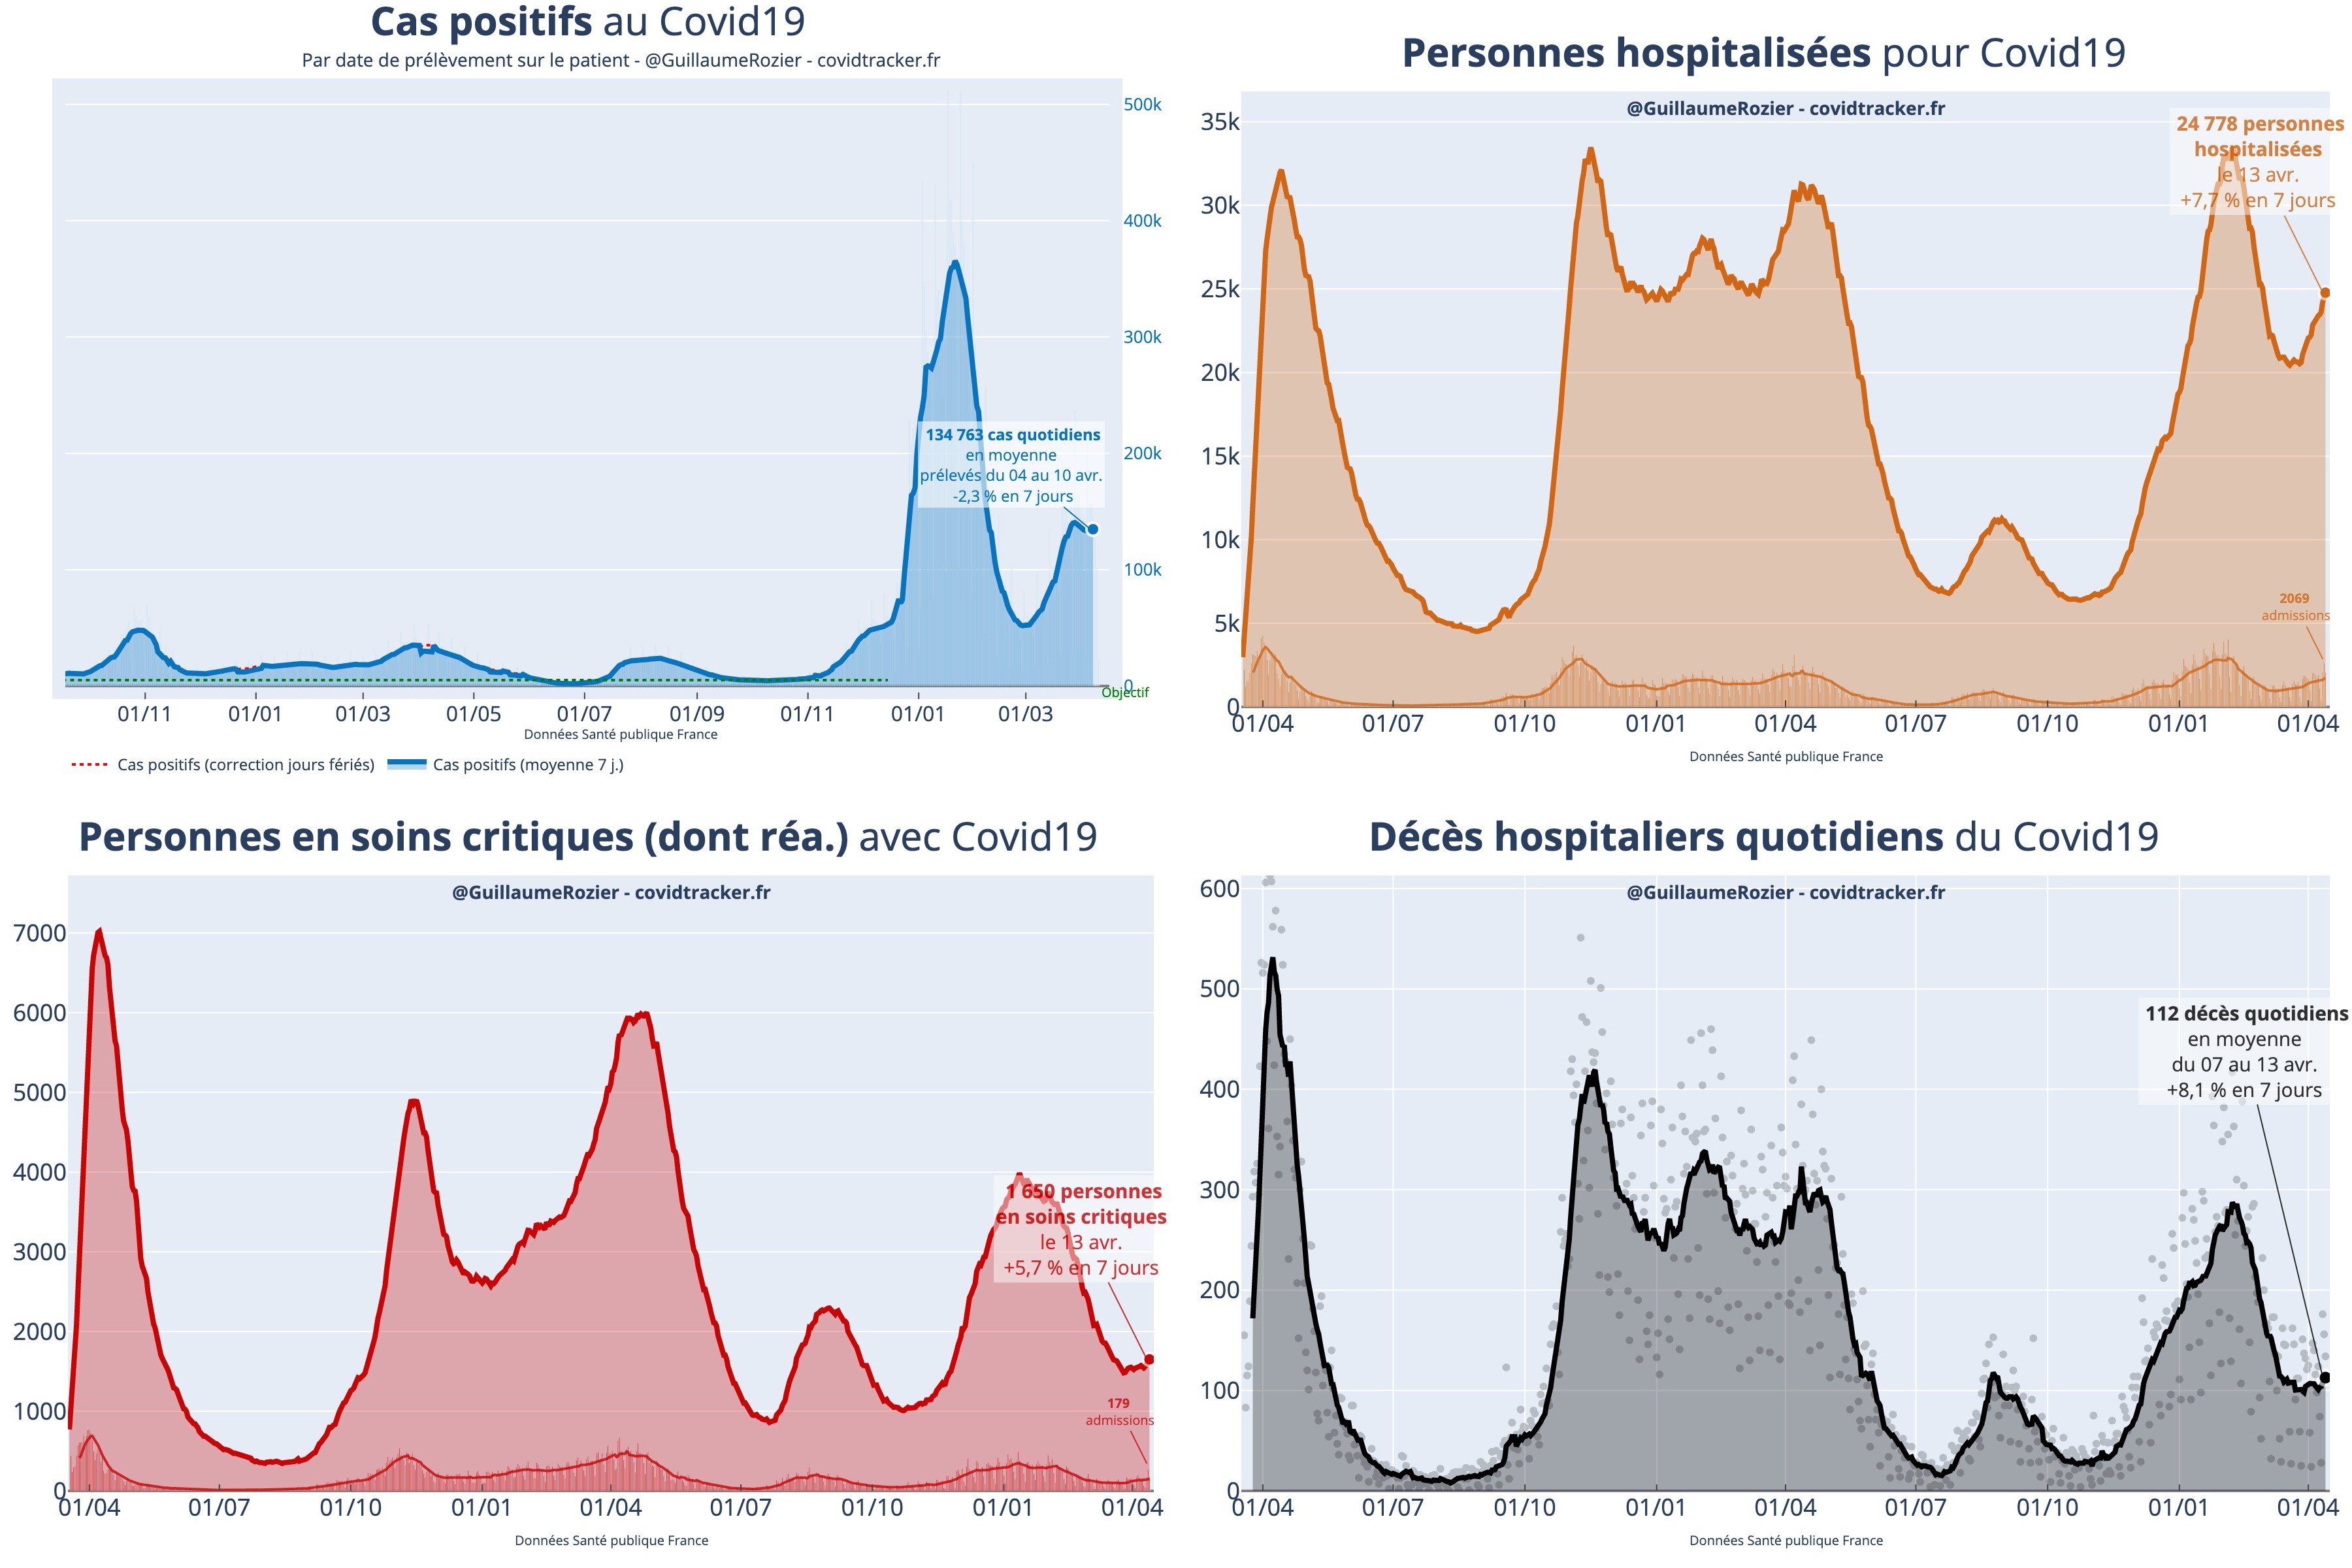 Cas positifs au Covid19
Par date de prélèvement sur le patient - @GuillaumeRozier - covidtracker.fr
500k
400k
300k
200k
100k
0
134 763 cas quotidiens
en moyenne
prélevés du 04 au 10 avr.
-2,3 % en 7 jours
Objectif
01/11 01/01 01/03 01/05 01/07 01/09 01/11 01/01 01/03
Données Santé publique France
Cas positifs (correction jours fériés) Cas positifs (moyenne 7 j.)
Personnes hospitalisées pour Covid19
@GuillaumeRozier - covidtracker.fr
35k
30k
25k
20k
15k
10k
5k
0
24 778 personnes
hospitalisées
le 13 avr.
+7,7 % en 7 jours
2069
admissions
01/04 01/07 01/10 01/01 01/04 01/07 01/10 01/01 01/04
Données Santé publique France
Personnes en soins critiques (dont réa.) avec Covid19
@GuillaumeRozier - covidtracker.fr
7000
6000
5000
4000
3000
2000
1000
0
1 650 personnes
en soins critiques
le 13 avr.
+5,7 % en 7 jours
179
admissions
01/04 01/07 01/10 01/01 01/04 01/07 01/10 01/01 01/04
Données Santé publique France
Décès hospitaliers quotidiens du Covid19
@GuillaumeRozier - covidtracker.fr
600
500
400
300
200
100
0
112 décès quotidiens
en moyenne
du 07 au 13 avr.
+8,1 % en 7 jours
01/04 01/07 01/10 01/01 01/04 01/07 01/10 01/01 01/04
Données Santé publique France